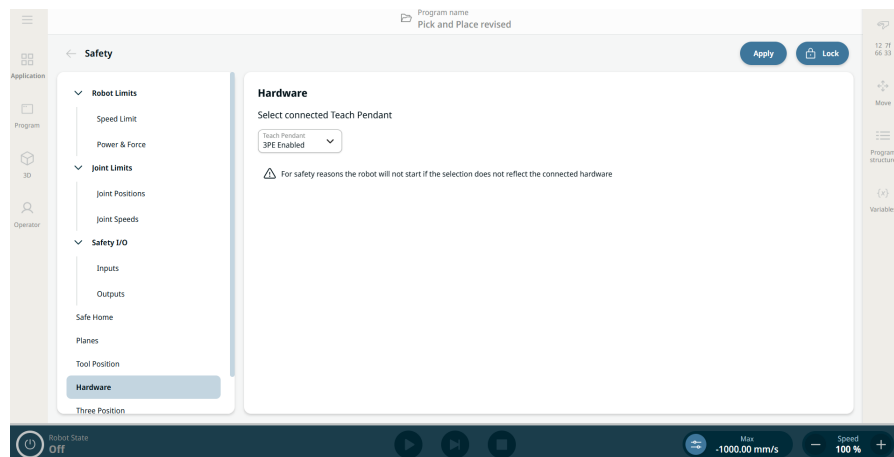 Program name
Pick and Place revised
Application
Program
3D
Operator
Safety
Apply
Lock
Robot Limits
Speed Limit
Power & Force
Joint Limits
Joint Positions
Joint Speeds
Safety I/O
Inputs
Outputs
Safe Home
Planes
Tool Position
Hardware
Three Position
Hardware
Select connected Teach Pendant
Teach Pendant
3PE Enabled
For safety reasons the robot will not start if the selection does not reflect the connected hardware
12 7f
66 33
Move
Program
structur
Variable
Robot State
Off
Max
-1000.00 mm/s
Speed
100 %